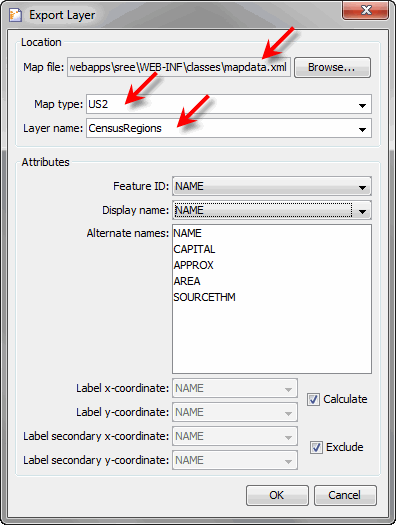 Export Layer
Location
Map file: webapps\sree\WEB-INF\classes\mapdata.xml Browse...
Map type: US2
Layer name: CensusRegions
Attributes
Feature ID: NAME
Display name: NAME
Alternate names: NAME
CAPITAL
APPROX
AREA
SOURCETHM
Label x-coordinate: NAME
Calculate
Label y-coordinate: NAME
Label secondary x-coordinate: NAME
Exclude
Label secondary y-coordinate: NAME
OK Cancel